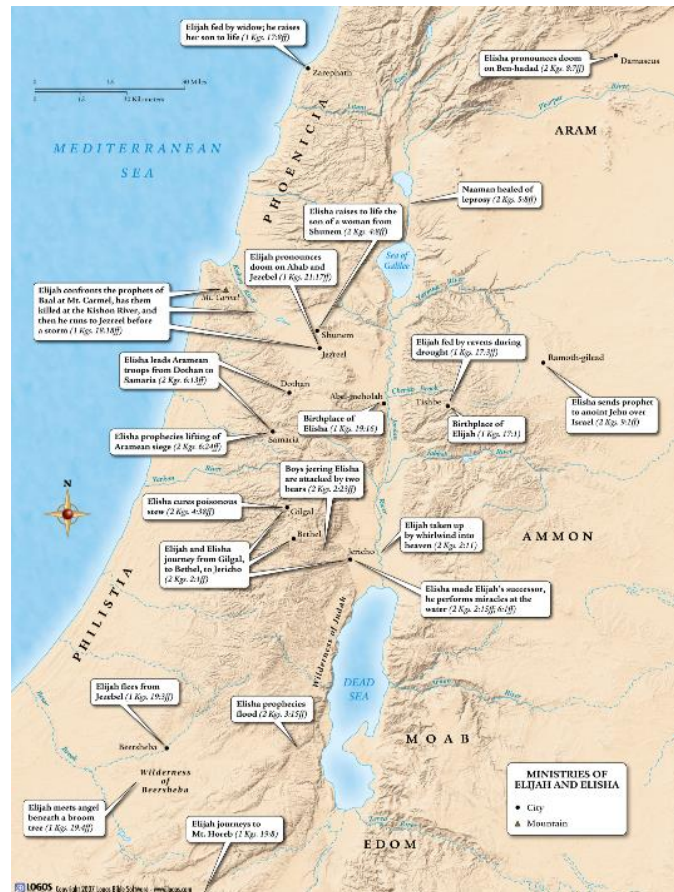 Elijah fed by widow; he raises
her son to life (1 Kgs. 17:8ff)
Zarephath
Elisha pronounces doom
on Ben-hadad (2 Kgs. 8:7ff)
Damascus
River
ARAM
MEDITERRANEAN
SEA
PHOENICIA
Naaman healed of
leprosy (2 Kgs. 5:8ff)
Elisha raises to life the
son of a woman from
Shunem (2 Kgs. 4:8ff)
Elijah pronounces
doom on Ahab and
Jezebel (1 Kgs. 21:17ff)
Sea of
Galilee
Elijah confronts the prophets of
Baal at Mt. Carmel, has them
killed at the Kishon River, and
then he runs to Jezreel before
a storm (1 Kgs. 18:18ff)
Mt. Carmel
Shunem
Jezreel
Elijah fed by ravens during
drought (1 Kgs. 17:3ff)
Ramoth-gilead
Elisha leads Aramean
troops from Dothan to
Samaria (2 Kgs. 6:13ff)
Dothan
Abel-meholah
Tishbe
Elisha sends prophet
to anoint Jehu over
Israel (2 Kgs. 9:1ff)
Birthplace of
Elisha (1 Kgs. 19:16)
Birthplace of
Elijah (1 Kgs. 17:1)
Samaria
Elisha prophecies lifting of
Aramean siege (2 Kgs. 6:24ff)
Jordan
River
Boys jeering Elisha
are attacked by two
bears (2 Kgs. 2:23ff)
N
Elisha cures poisonous
stew (2 Kgs. 4:38ff)
Gilgal
Bethel
AMMON
Elijah taken up
by whirlwind into
heaven (2 Kgs. 2:11)
Elijah and Elisha
journey from Gilgal,
to Bethel, to Jericho
(2 Kgs. 2:1ff)
Jericho
Elisha made Elijah's successor,
he performs miracles at the
water (2 Kgs. 2:15ff; 6:1ff)
PHILISTIA
Wilderness of Judah
DEAD
SEA
Elijah flees from
Jezebel (1 Kgs. 19:3ff)
Elisha prophecies
flood (2 Kgs. 3:15ff)
MOAB
Beersheba
Wilderness of
Beersheba
Elijah meets angel
beneath a broom
tree (1 Kgs. 19:4ff)
MINISTRIES OF
ELIJAH AND ELISHA
City
Mountain
Elijah journeys to
Mt. Horeb (1 Kgs. 19:8)
EDOM
LOGOS Copyright 2007 Logos Bible Software - www.logos.com